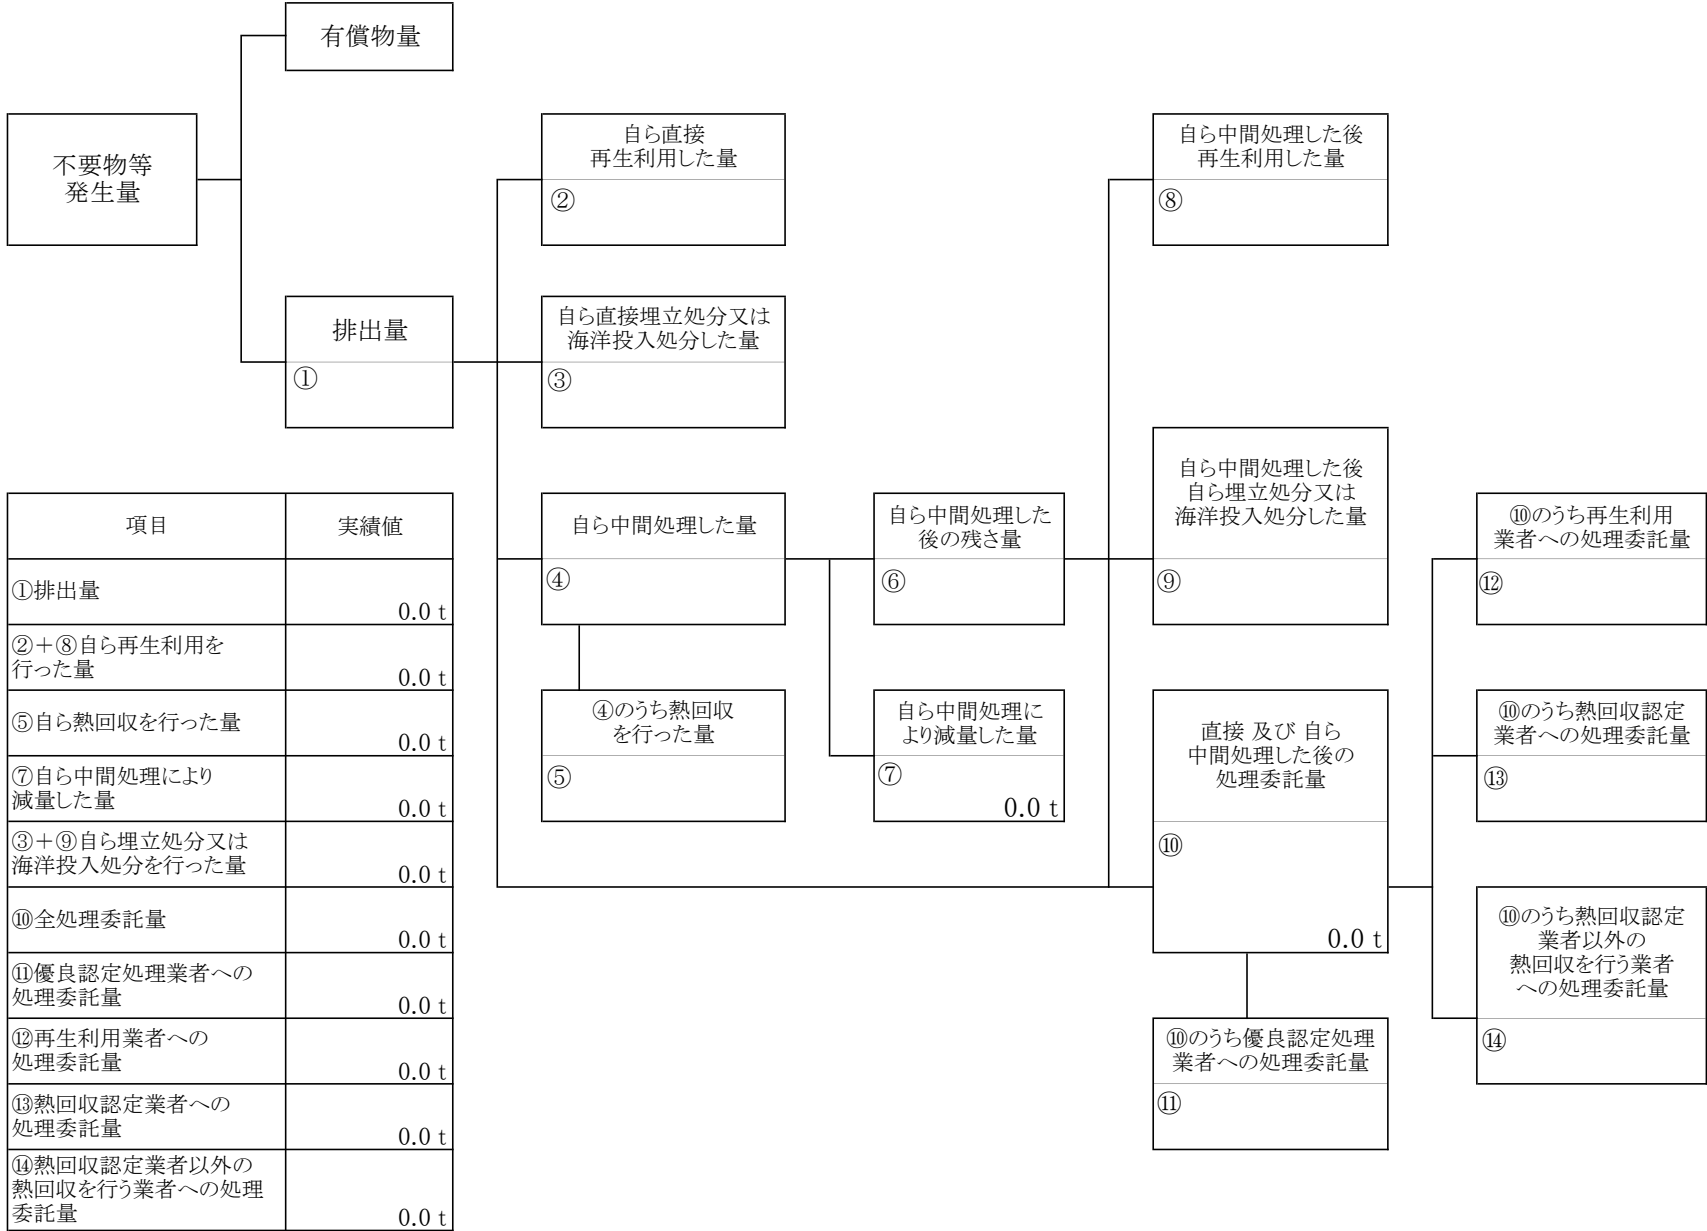 有償物量
不要物等
発生量
自ら直接
再生利用した量
②
自ら中間処理した後
再生利用した量
⑧
排出量
①
自ら直接埋立処分又は
海洋投入処分した量
③
自ら中間処理した量
④
自ら中間処理した
後の残さ量
⑥
自ら中間処理した後
自ら埋立処分又は
海洋投入処分した量
⑨
⑩のうち再生利用
業者への処理委託量
⑫
④のうち熱回収
を行った量
⑤
自ら中間処理に
より減量した量
⑦
0.0 t
直接 及び 自ら
中間処理した後の
処理委託量
⑩
0.0 t
⑩のうち熱回収認定
業者への処理委託量
⑬
⑩のうち熱回収認定
業者以外の
熱回収を行う業者
への処理委託量
⑭
⑩のうち優良認定処理
業者への処理委託量
⑪
項目 実績値
①排出量
0.0 t
②+⑧自ら再生利用を
行った量
0.0 t
⑤自ら熱回収を行った量
0.0 t
⑦自ら中間処理により
減量した量
0.0 t
③+⑨自ら埋立処分又は
海洋投入処分を行った量
0.0 t
⑩全処理委託量
0.0 t
⑪優良認定処理業者への
処理委託量
0.0 t
⑫再生利用業者への
処理委託量
0.0 t
⑬熱回収認定業者への
処理委託量
0.0 t
⑭熱回収認定業者以外の
熱回収を行う業者への処理
委託量
0.0 t